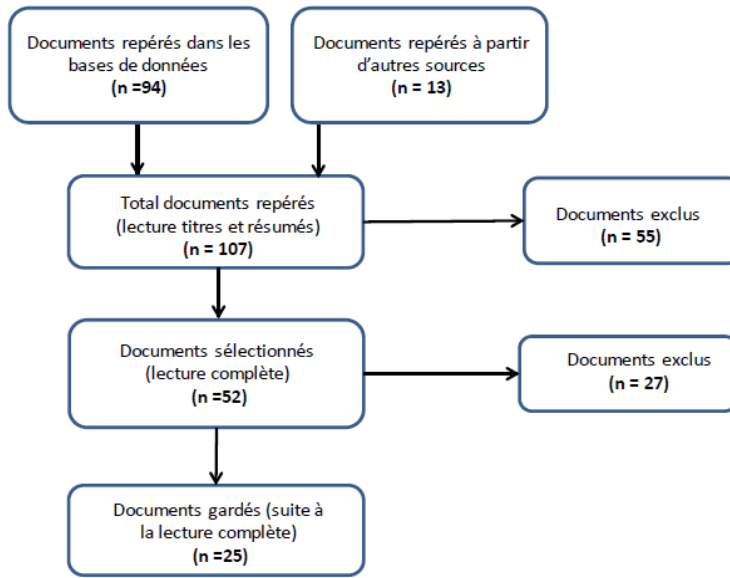 Documents repérés dans les
bases de données
(n =94)
Documents repérés à partir
d'autres sources
(n = 13)
Total documents repérés
(lecture titres et résumés)
(n = 107)
Documents exclus
(n = 55)
Documents sélectionnés
(lecture complète)
(n =52)
Documents exclus
(n = 27)
Documents gardés (suite à
la lecture complète)
(n =25)